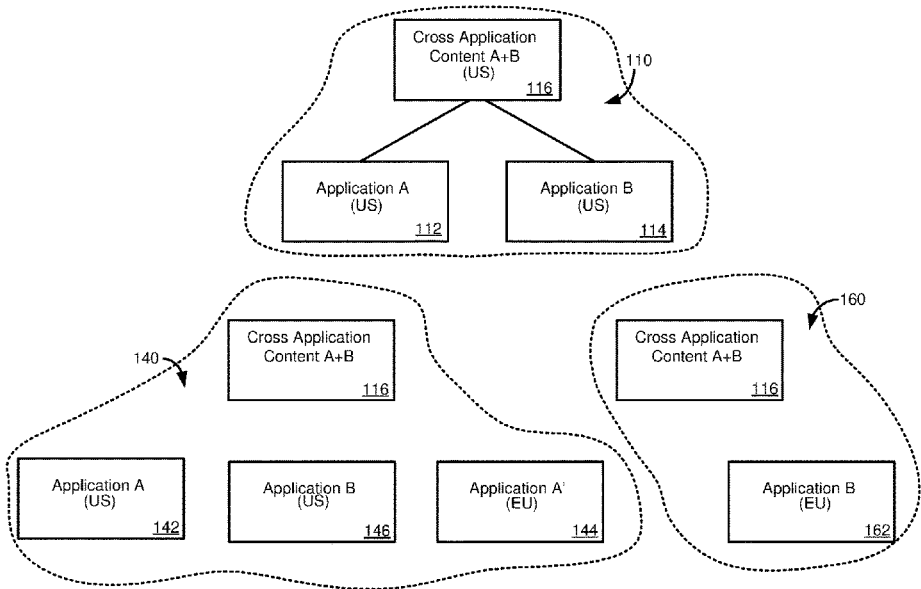 Cross Application
Content A+B
(US)
116
110
Application A
(US)
112
Application B
(US)
114
140
Cross Application
Content A+B
116
160
Cross Application
Content A+B
116
Application A
(US)
142
Application B
(US)
146
Application A'
(EU)
144
Application B
(EU)
162